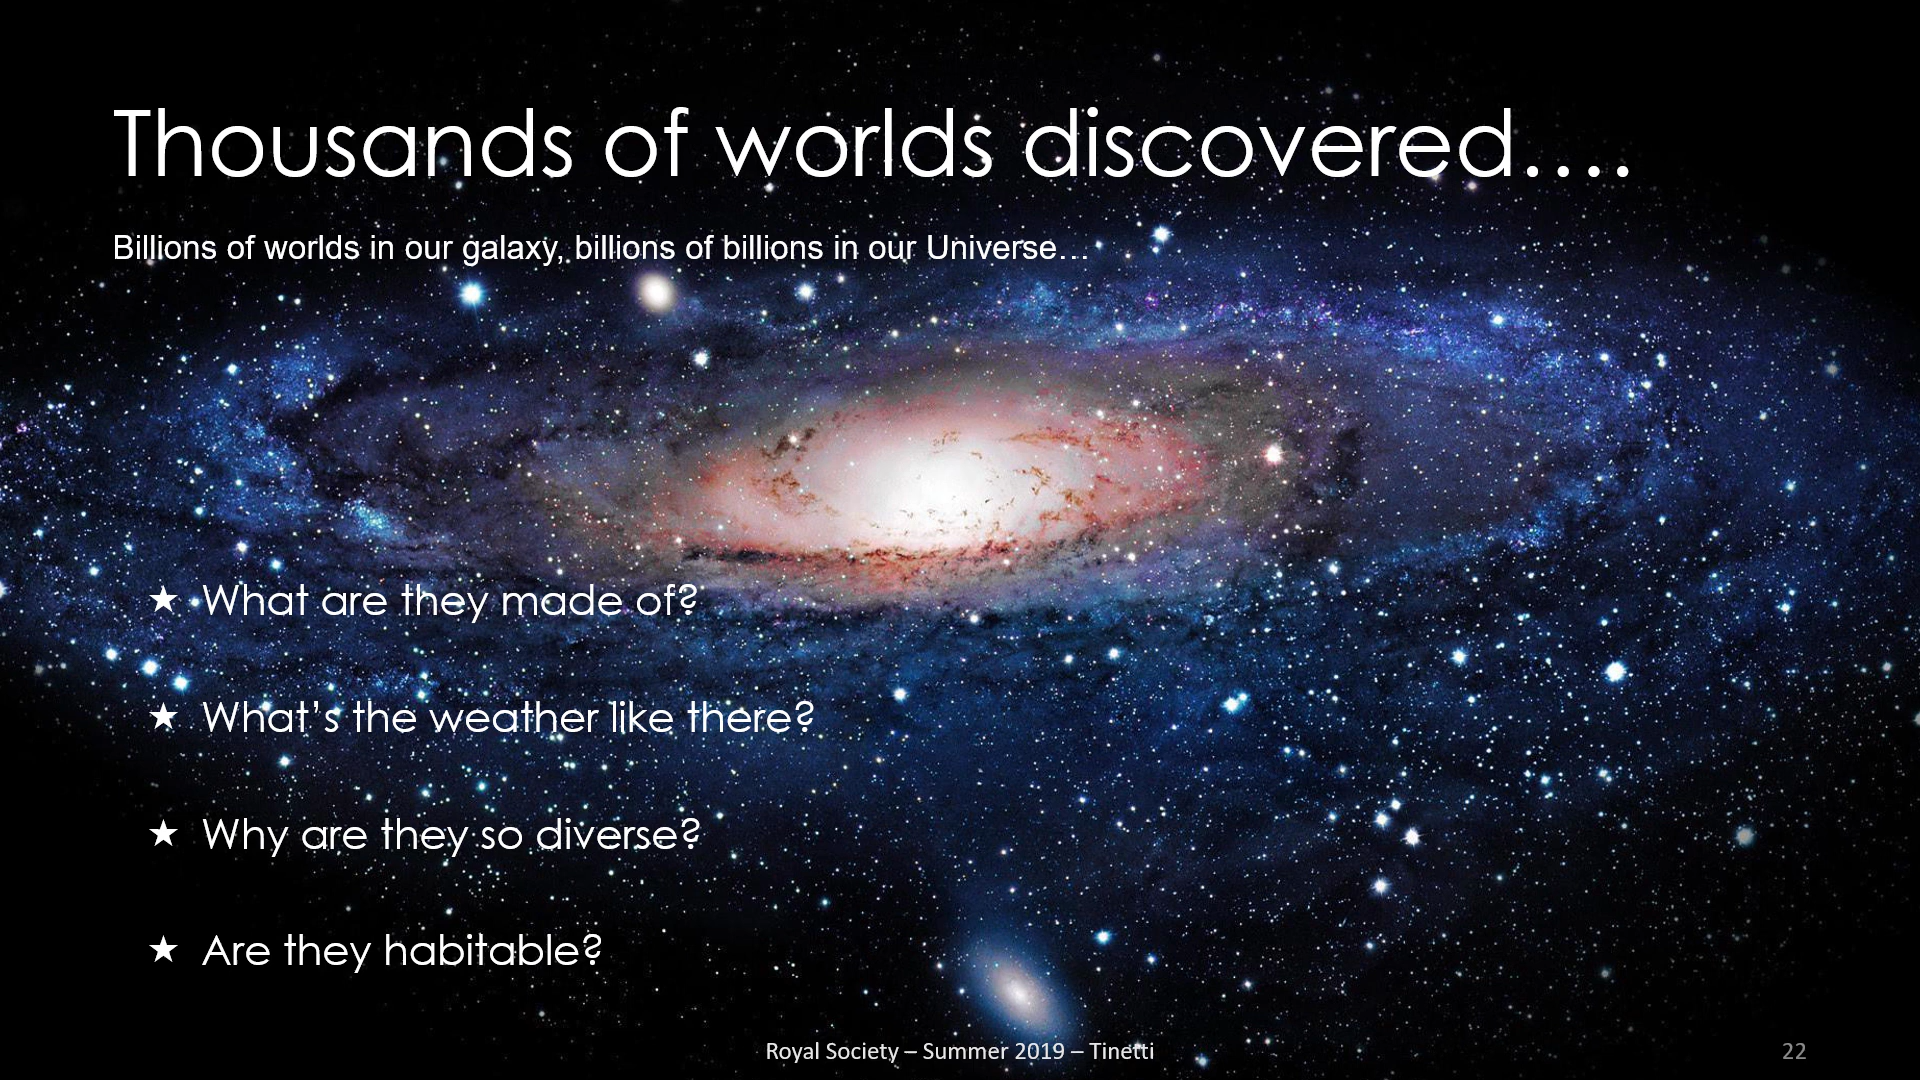 Thousands of worlds discovered….
Billions of worlds in our galaxy, billions of billions in our Universe…
★ What are they made of?
★ What’s the weather like there?
★ Why are they so diverse?
★ Are they habitable?
Royal Society – Summer 2019 – Tinetti
22